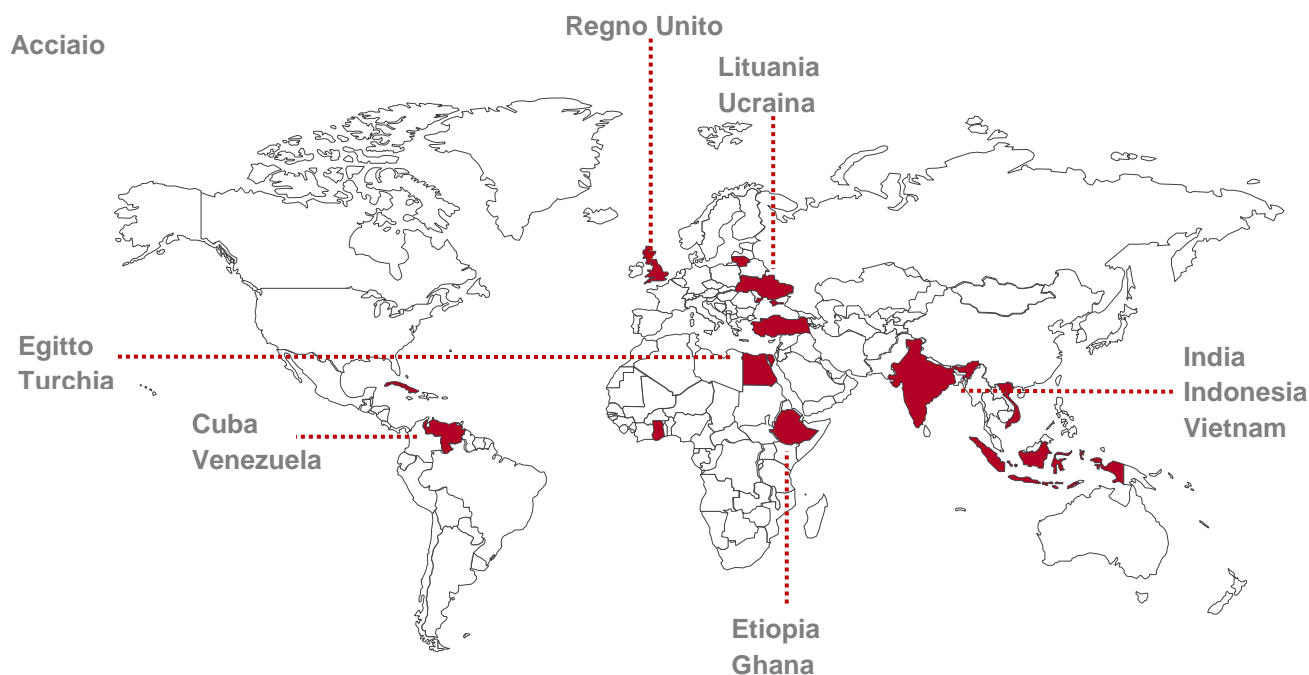 Acciaio
Regno Unito
Lituania
Ucraina
Egitto
Turchia
Cuba
Venezuela
India
Indonesia
Vietnam
Etiopia
Ghana